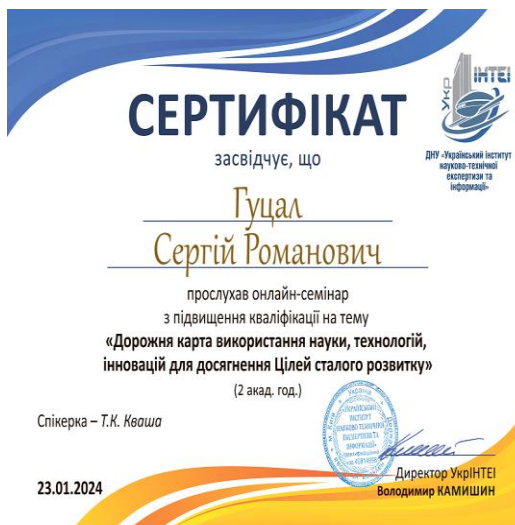 УкрІНТЕІ
СЕРТИФІКАТ
ДНУ «Український інститут
науково-технічної
експертизи та
інформації»
засвідчує, що
Гуцал
Сергій Романович
прослухав онлайн-семінар
з підвищення кваліфікації на тему
«Дорожня карта використання науки, технологій,
інновацій для досягнення Цілей сталого розвитку»
(2 акад. год.)
Спікерка – Т.К. Кваша
Директор УкрІНТЕІ
23.01.2024
Володимир КАМИШИН